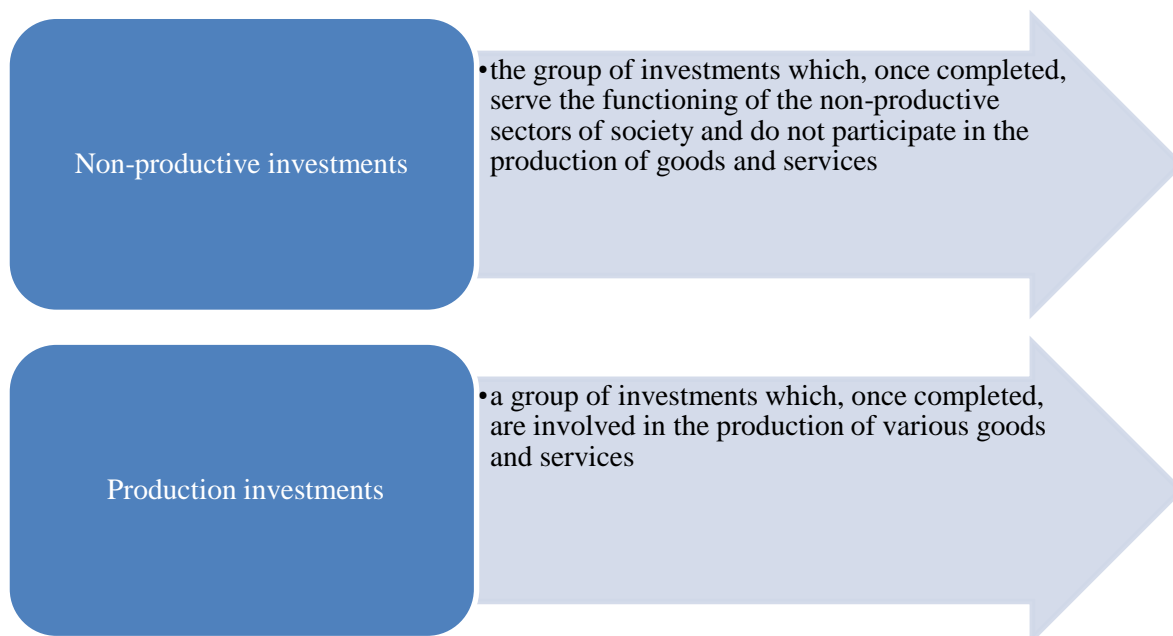 Non-productive investments
•the group of investments which, once completed,
serve the functioning of the non-productive
sectors of society and do not participate in the
production of goods and services
Production investments
•a group of investments which, once completed,
are involved in the production of various goods
and services